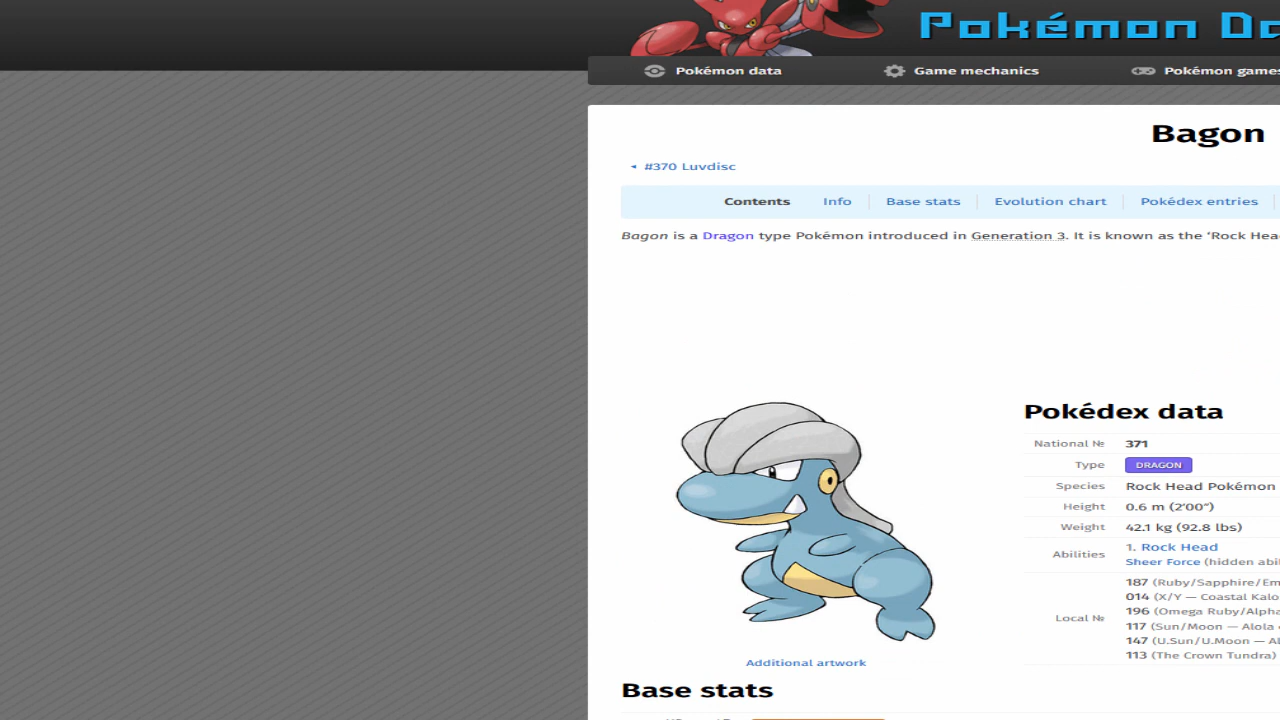 Pokémon Da
Pokémon data
Game mechanics
Pokémon games
Bagon
◄ #370 Luvdisc
Contents Info Base stats Evolution chart Pokédex entries
Bagon is a Dragon type Pokémon introduced in Generation 3. It is known as the ‘Rock Hea
Pokédex data
National № 371
Type DRAGON
Species Rock Head Pokémon
Height 0.6 m (2′00″)
Weight 42.1 kg (92.8 lbs)
Abilities 1. Rock Head
Sheer Force (hidden abil
Local № 187 (Ruby/Sapphire/Em
014 (X/Y — Coastal Kalo
196 (Omega Ruby/Alpha
117 (Sun/Moon — Alola
147 (U.Sun/U.Moon — Al
113 (The Crown Tundra)
Additional artwork
Base stats